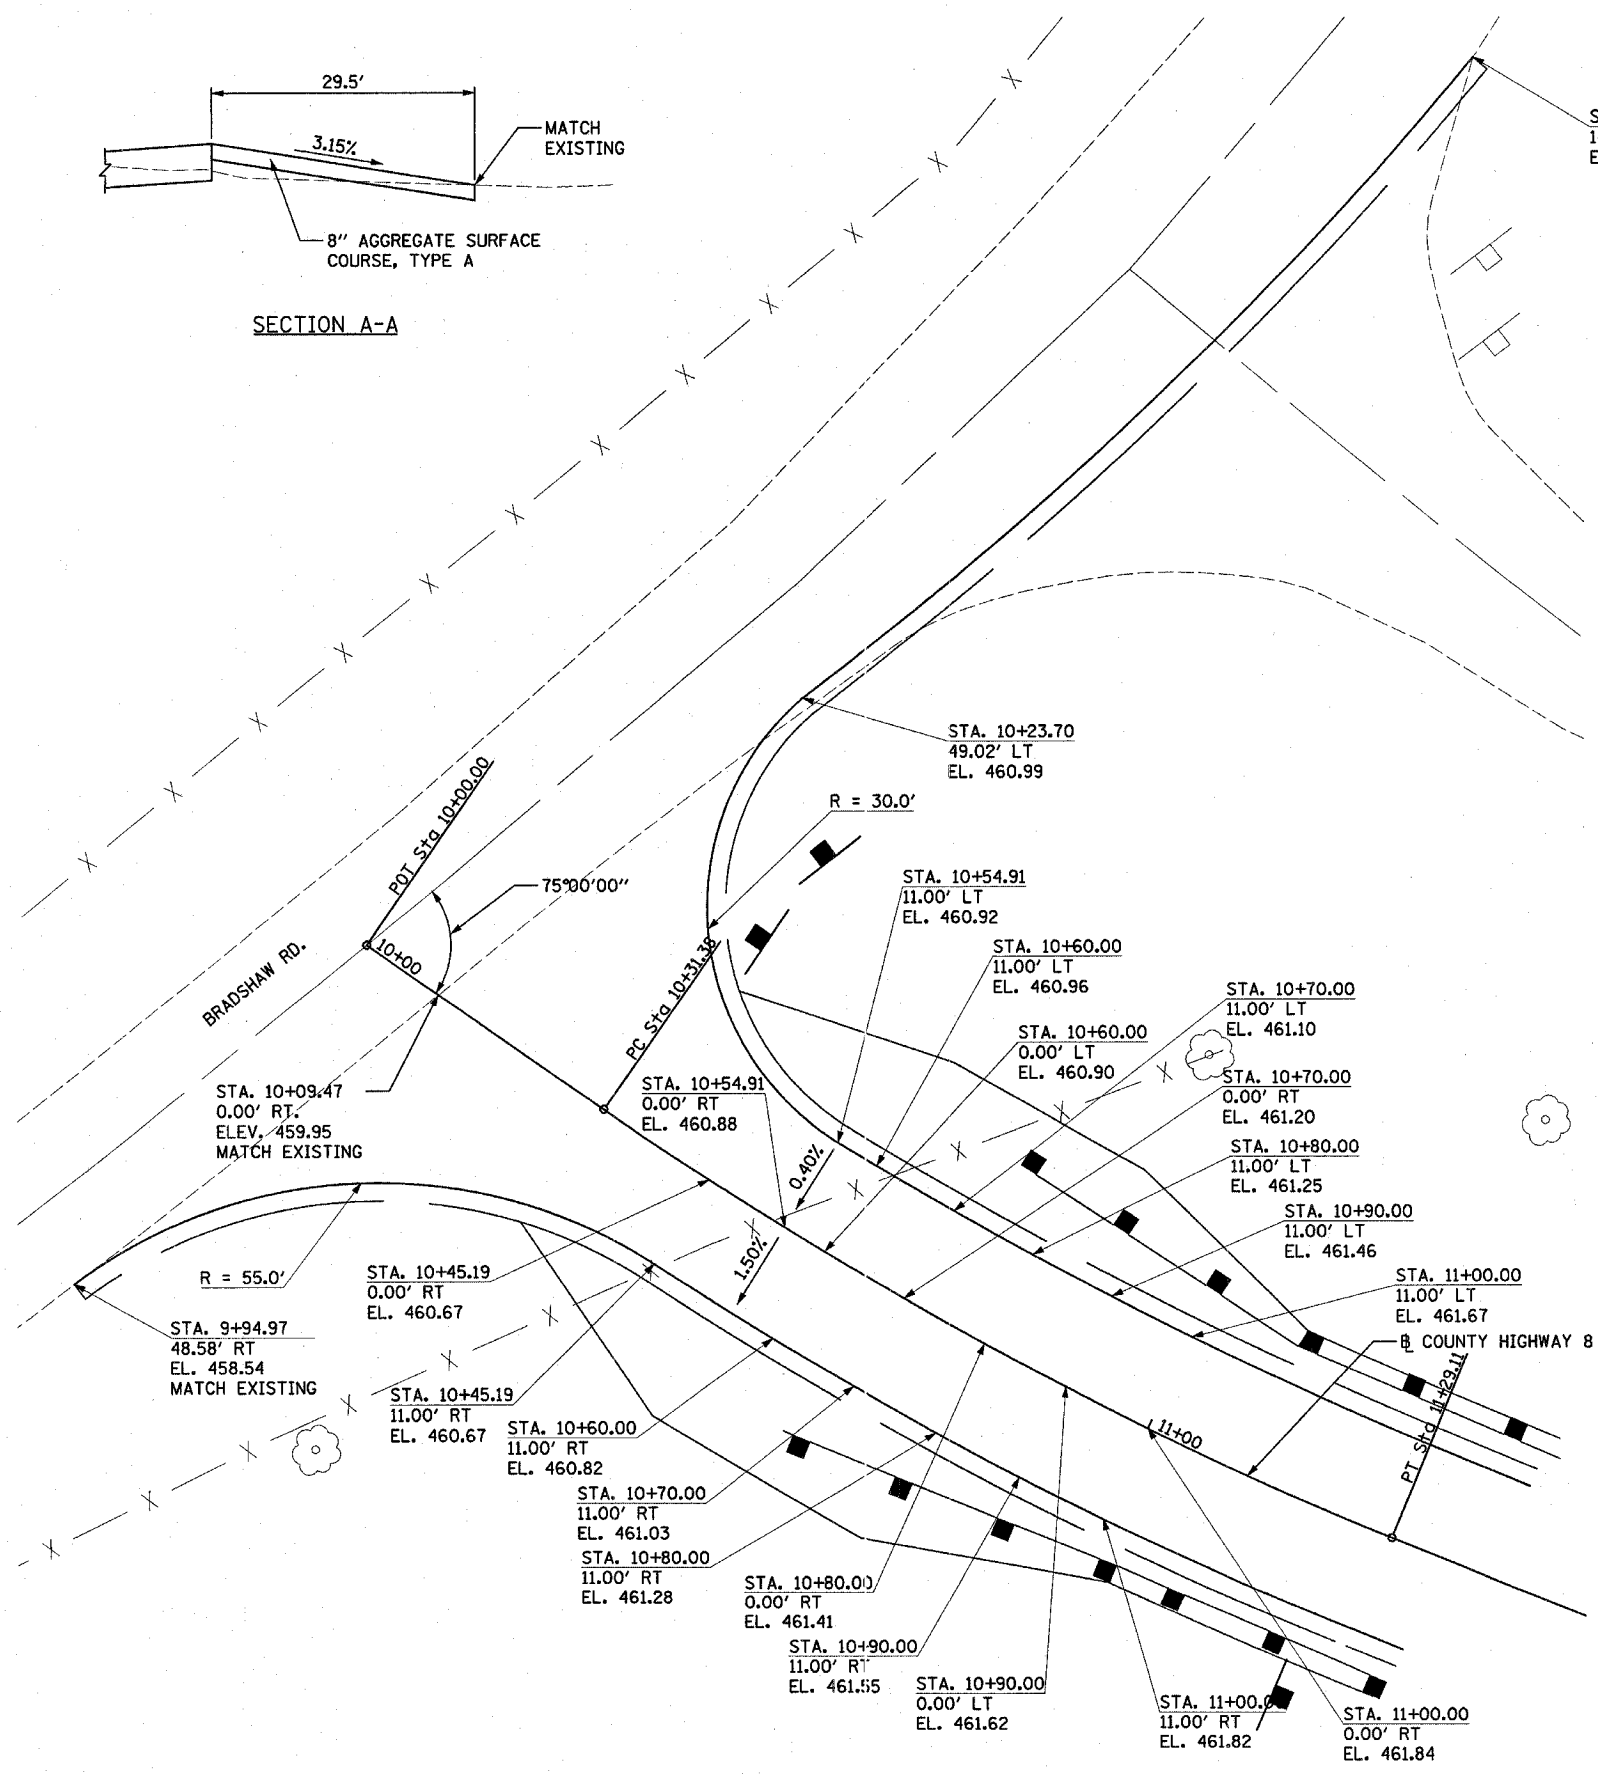 29.5'
3.15%
MATCH
EXISTING
8" AGGREGATE SURFACE
COURSE, TYPE A
SECTION A-A
STA. 10+23.70
49.02' LT
EL. 460.99
R = 30.0'
POT Sta 10+00.00
75°00'00"
10+00
BRADSHAW RD.
PC Sta 10+31.38
STA. 10+54.91
11.00' LT
EL. 460.92
STA. 10+60.00
11.00' LT
EL. 460.96
STA. 10+70.00
11.00' LT
EL. 461.10
STA. 10+60.00
0.00' LT
EL. 460.90
STA. 10+70.00
0.00' RT
EL. 461.20
STA. 10+54.91
0.00' RT
EL. 460.88
STA. 10+09.47
0.00' RT.
ELEV. 459.95
MATCH EXISTING
0.40%
1.50%
STA. 10+80.00
11.00' LT
EL. 461.25
STA. 10+90.00
11.00' LT
EL. 461.46
STA. 11+00.00
11.00' LT
EL. 461.67
BL COUNTY HIGHWAY 8
PT Sta 11+29.11
11+00
R = 55.0'
STA. 10+45.19
0.00' RT
EL. 460.67
STA. 9+94.97
48.58' RT
EL. 458.54
MATCH EXISTING
STA. 10+45.19
11.00' RT
EL. 460.67
STA. 10+60.00
11.00' RT
EL. 460.82
STA. 10+70.00
11.00' RT
EL. 461.03
STA. 10+80.00
11.00' RT
EL. 461.28
STA. 10+80.00
0.00' RT
EL. 461.41
STA. 10+90.00
11.00' RT
EL. 461.55
STA. 10+90.00
0.00' LT
EL. 461.62
STA. 11+00.0
11.00' RT
EL. 461.82
STA. 11+00.00
0.00' RT
EL. 461.84